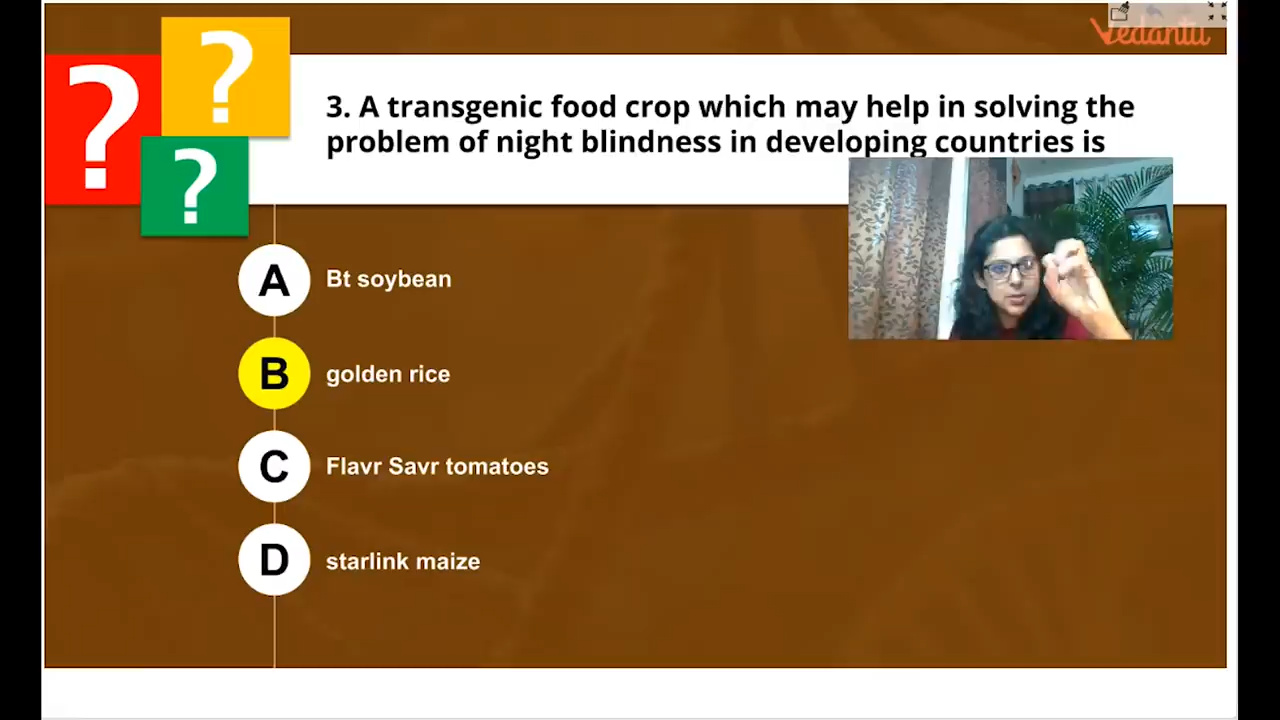 Vedantu
? ? ?
3. A transgenic food crop which may help in solving the
problem of night blindness in developing countries is
A Bt soybean
B golden rice
C Flavr Savr tomatoes
D starlink maize